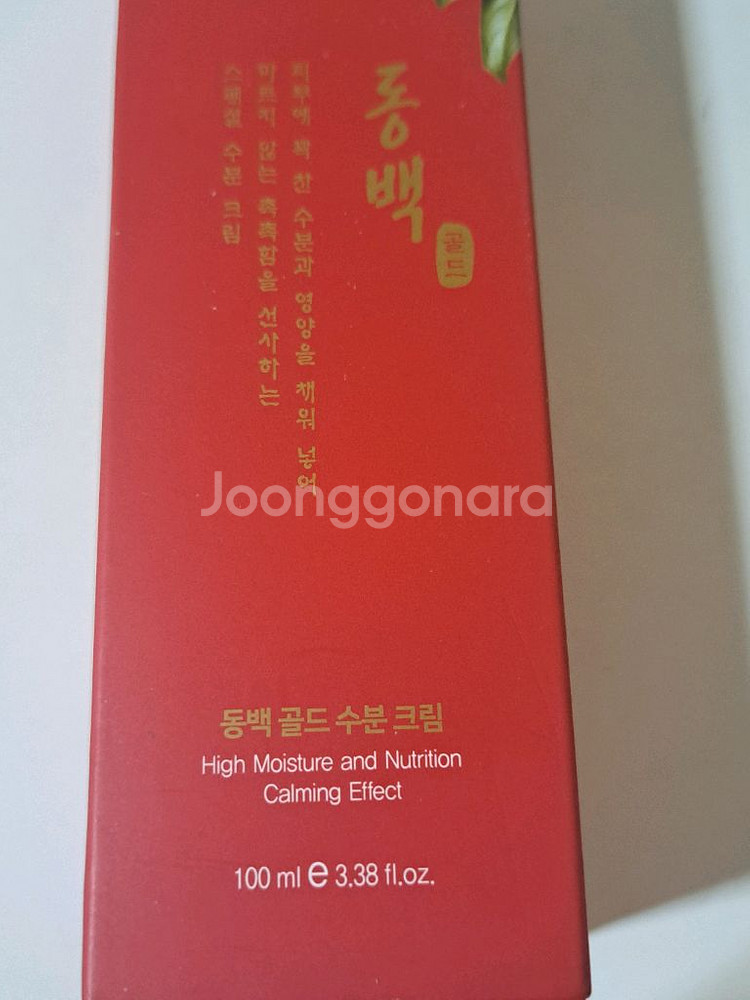 동백
골드
피부에 꽉 찬 수분과 영양을 채워 넣어
마르지 않는 촉촉함을 선사하는
스페셜 수분 크림
Joonggonara
동백 골드 수분 크림
High Moisture and Nutrition
Calming Effect
100 ml e 3.38 fl.oz.